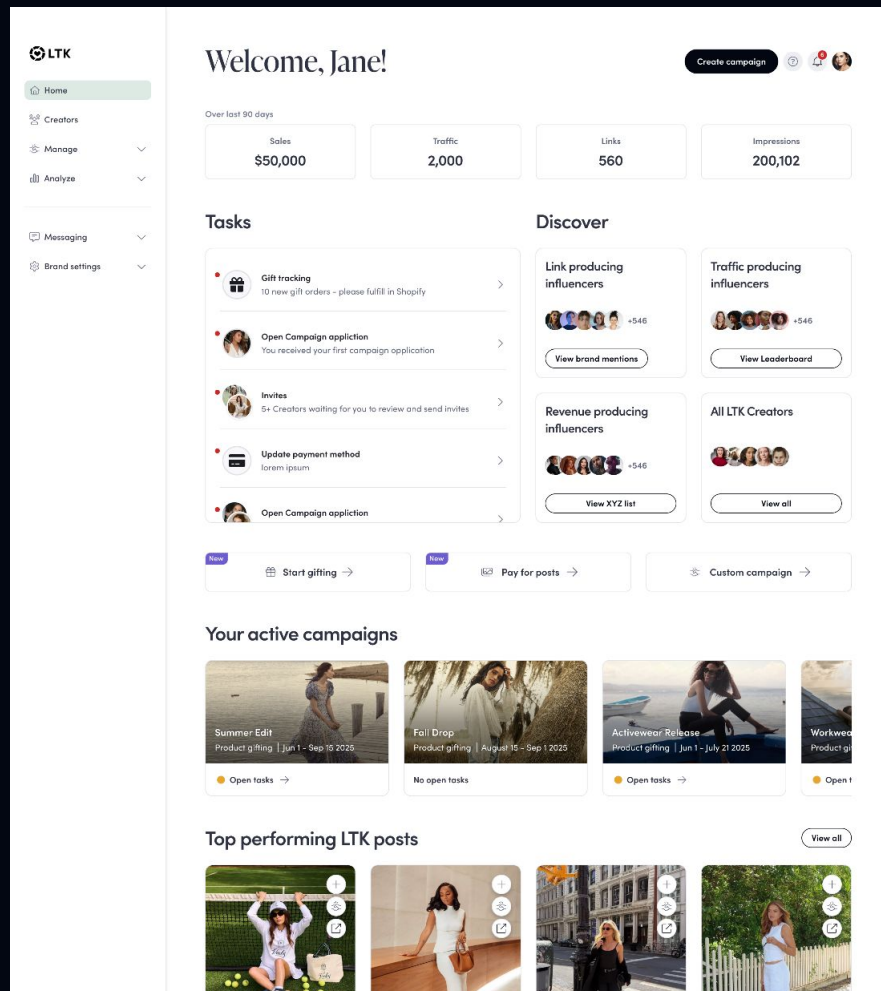 LTK
Welcome, Jane!
Create campaign
6
Home
Creators
Manage
Analyze
Messaging
Brand settings
Over last 90 days
Sales
$50,000
Traffic
2,000
Links
560
Impressions
200,102
Tasks
Gift tracking
10 new gift orders - please fulfill in Shopify
Open Campaign appliction
You received your first campaign application
Invites
5+ Creators waiting for you to review and send invites
Update payment method
lorem ipsum
Open Campaign appliction
Discover
Link producing
influencers
+546
View brand mentions
Traffic producing
influencers
+546
View Leaderboard
Revenue producing
influencers
+546
View XYZ list
All LTK Creators
View all
New
Start gifting
New
Pay for posts
Custom campaign
Your active campaigns
Summer Edit
Product gifting | Jun 1 - Sep 15 2025
Open tasks
Fall Drop
Product gifting | August 15 - Sep 1 2025
No open tasks
Activewear Release
Product gifting | Jun 1 - July 21 2025
Open tasks
Workwea
Product gi
Open t
Top performing LTK posts
View all